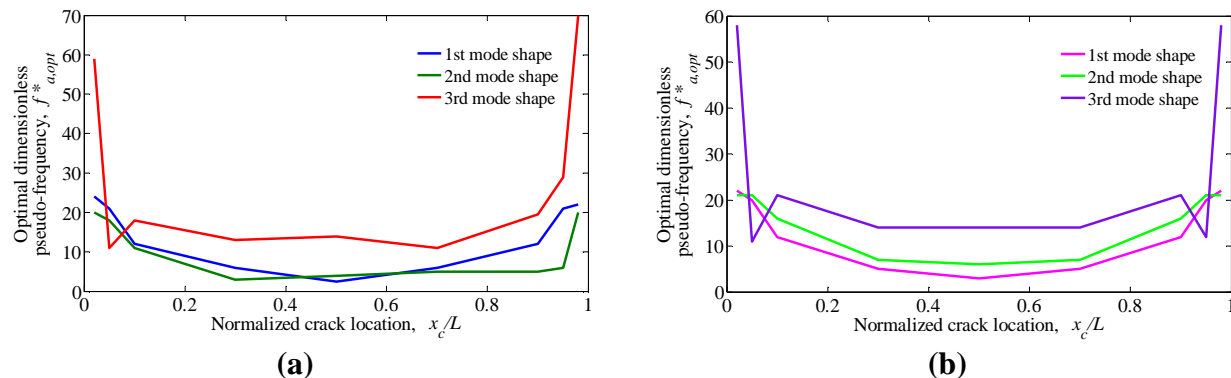 Optimal dimensionless
pseudo-frequency, f*a,opt
70
60
50
40
30
20
10
0
0
0.2
0.4
0.6
0.8
1
1st mode shape
2nd mode shape
3rd mode shape
Normalized crack location, xc/L
(a)
Optimal dimensionless
pseudo-frequency, f*a,opt
60
50
40
30
20
10
0
0
0.2
0.4
0.6
0.8
1
1st mode shape
2nd mode shape
3rd mode shape
Normalized crack location, xc/L
(b)